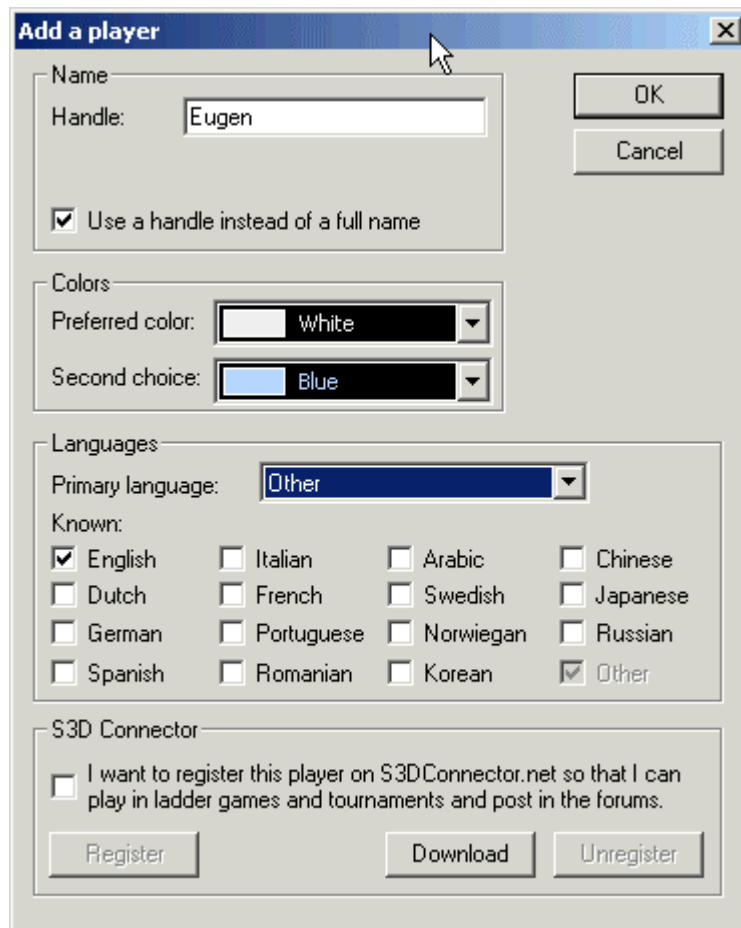 Add a player
Name
Handle: Eugen
OK
Cancel
Use a handle instead of a full name
Colors
Preferred color: White
Second choice: Blue
Languages
Primary language: Other
Known:
English Italian Arabic Chinese
Dutch French Swedish Japanese
German Portuguese Norwiegan Russian
Spanish Romanian Korean Other
S3D Connector
I want to register this player on S3DConnector.net so that I can
play in ladder games and tournaments and post in the forums.
Register Download Unregister